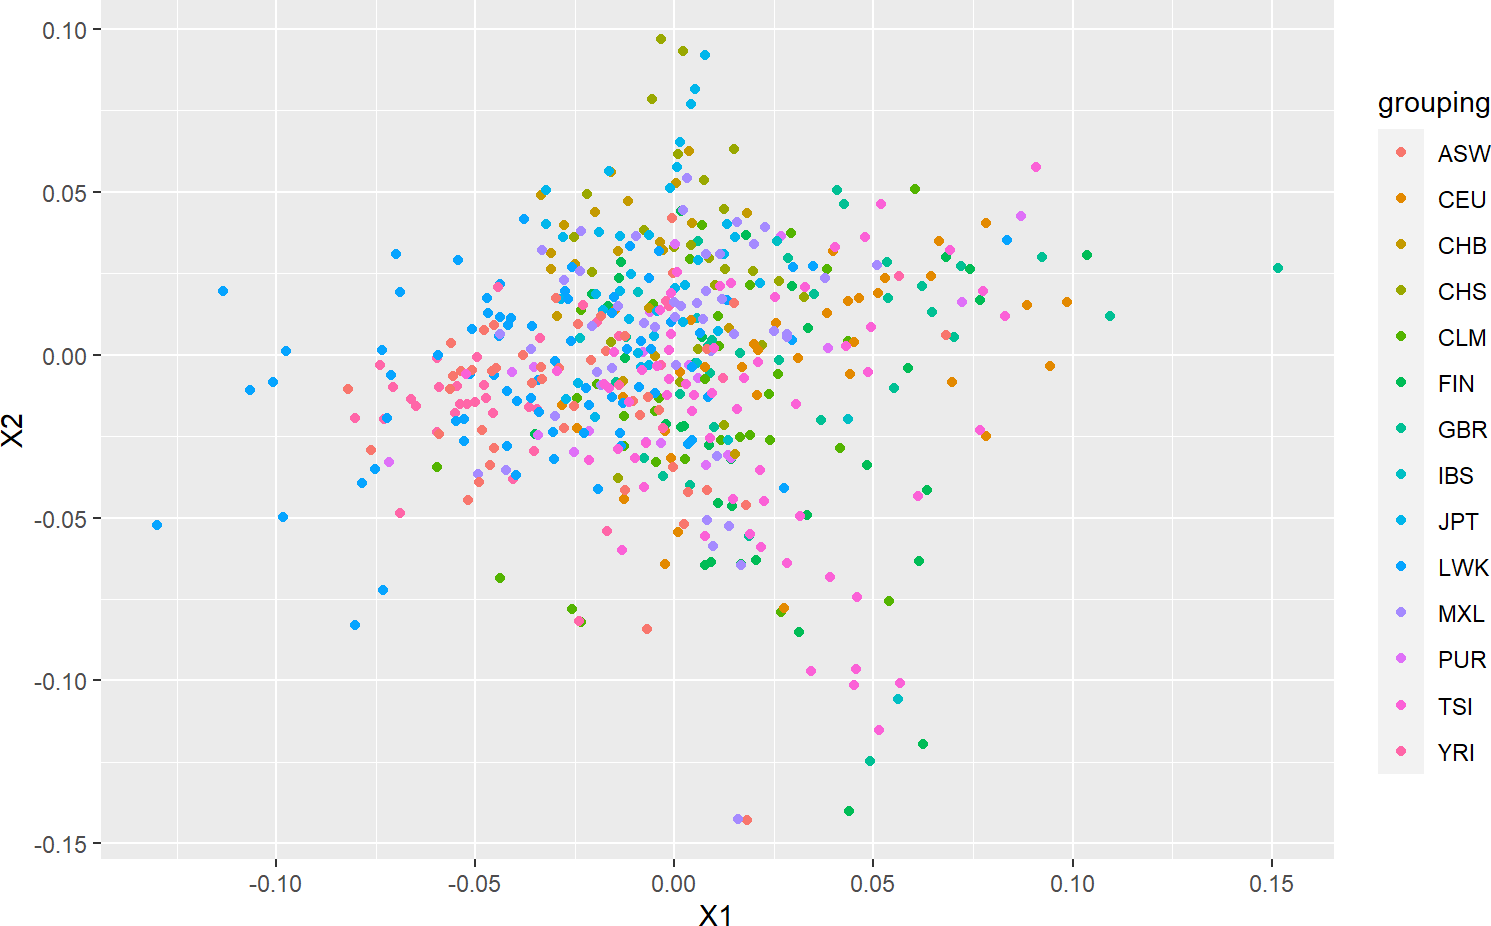 0.10
0.05
0.00
-0.05
-0.10
-0.15
X2
-0.10
-0.05
0.00
0.05
0.10
0.15
X1
grouping
ASW
CEU
CHB
CHS
CLM
FIN
GBR
IBS
JPT
LWK
MXL
PUR
TSI
YRI